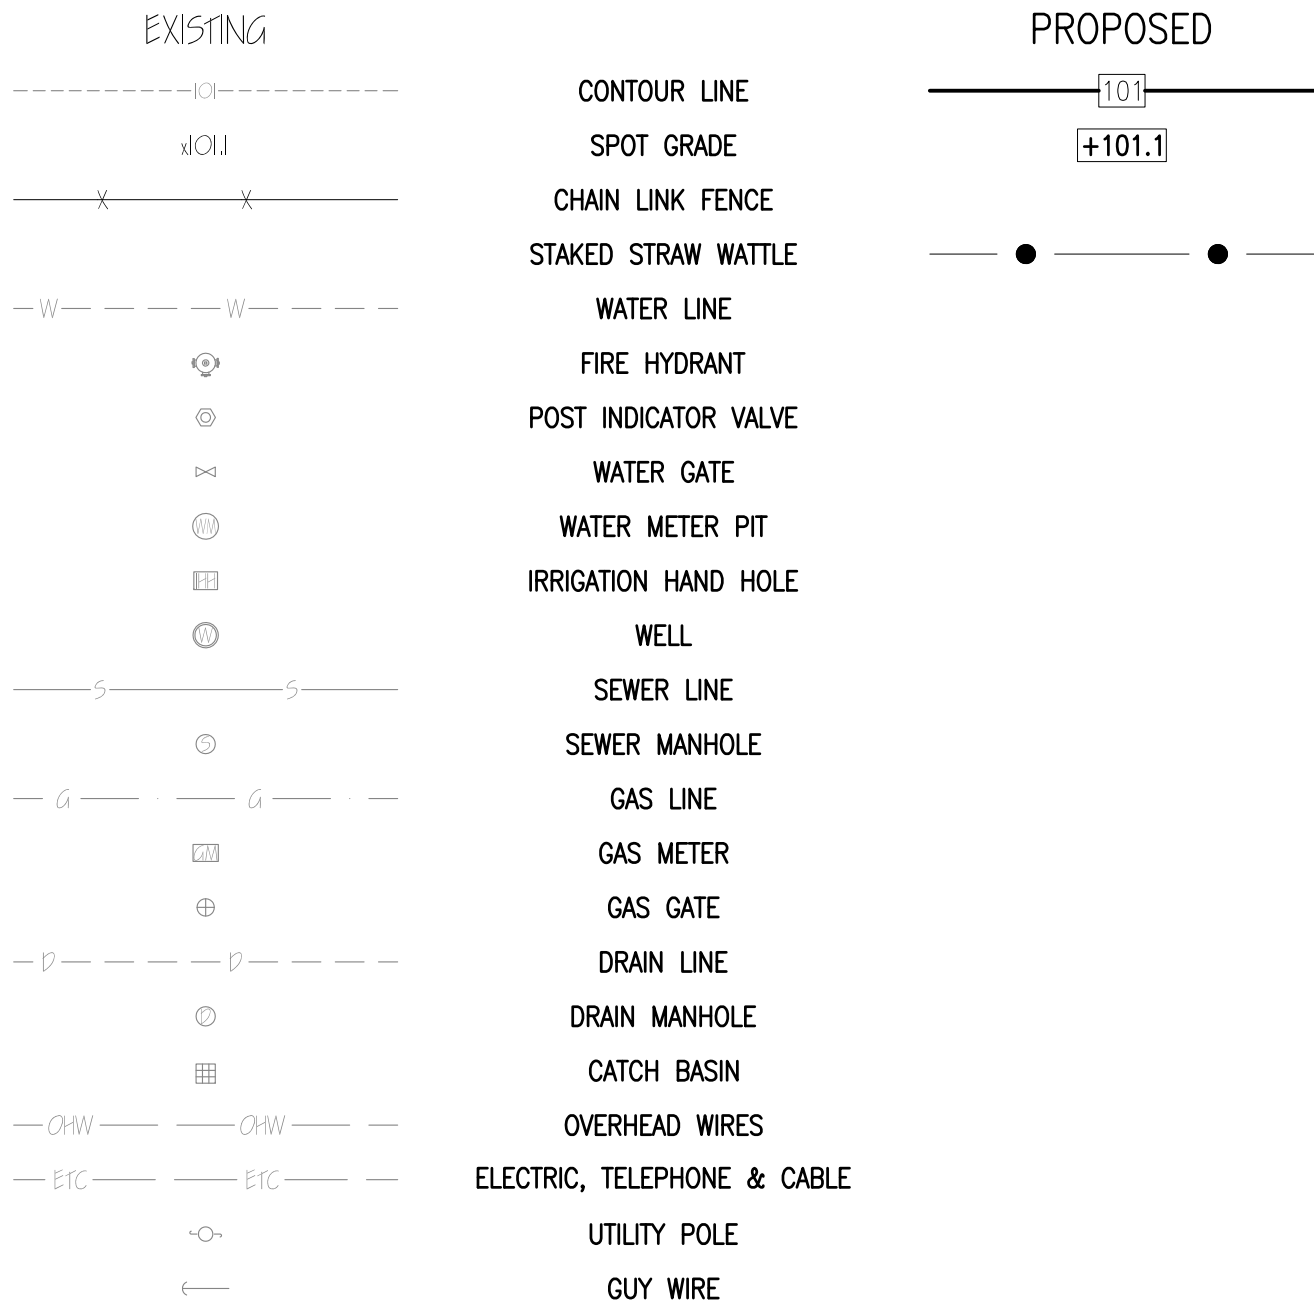 EXISTING PROPOSED
101 CONTOUR LINE 101
x101.1 SPOT GRADE +101.1
X X CHAIN LINK FENCE
STAKED STRAW WATTLE
W W WATER LINE
FIRE HYDRANT
POST INDICATOR VALVE
WATER GATE
WM WATER METER PIT
HH IRRIGATION HAND HOLE
W WELL
S S SEWER LINE
S SEWER MANHOLE
G G GAS LINE
GM GAS METER
GAS GATE
D D DRAIN LINE
D DRAIN MANHOLE
CATCH BASIN
OHW OHW OVERHEAD WIRES
ETC ETC ELECTRIC, TELEPHONE & CABLE
UTILITY POLE
GUY WIRE